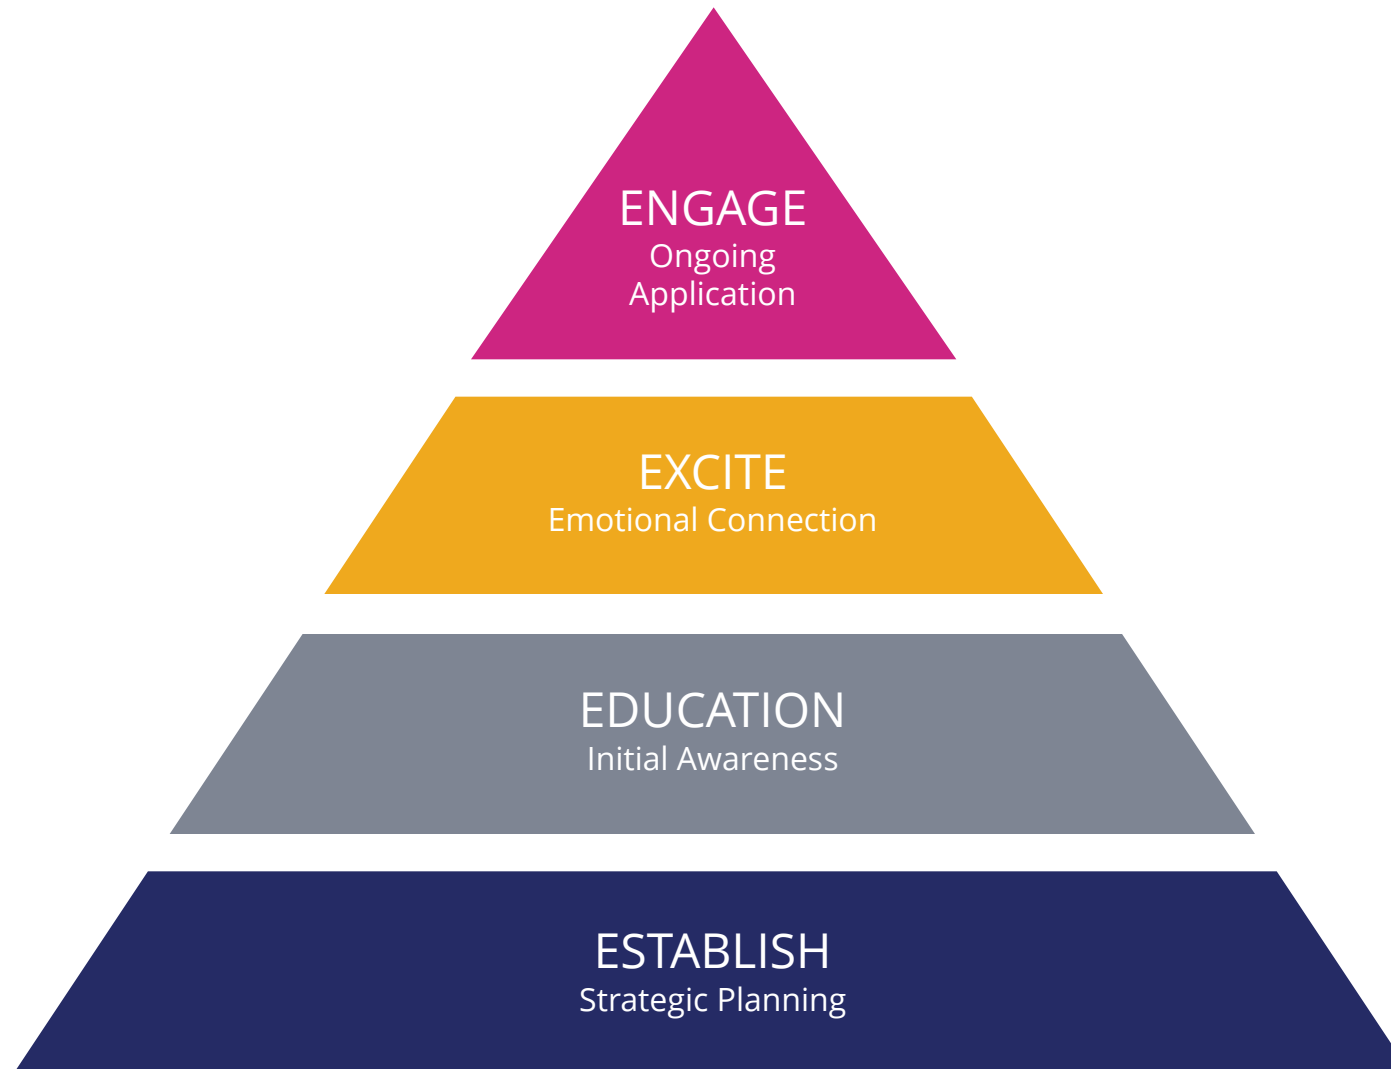 ENGAGE
Ongoing
Application
EXCITE
Emotional Connection
EDUCATION
Initial Awareness
ESTABLISH
Strategic Planning